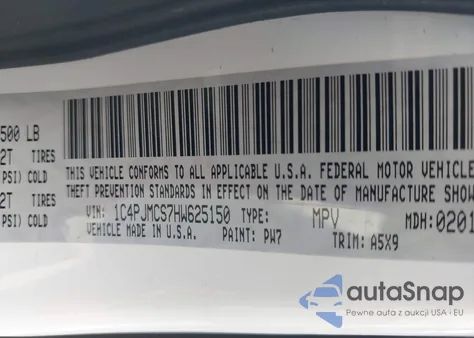 500 LB
2T TIRES
PSI) COLD
2T TIRES
PSI) COLD
THIS VEHICLE CONFORMS TO ALL APPLICABLE U.S.A. FEDERAL MOTOR VEHICLE
THEFT PREVENTION STANDARDS IN EFFECT ON THE DATE OF MANUFACTURE SHOW
VIN: 1C4PJMCS7HW625150 TYPE: MPV MDH: 0201
VEHICLE MADE IN U.S.A. PAINT: PW7 TRIM: A5X9
autoSnap
Pewne auta z aukcji USA i EU